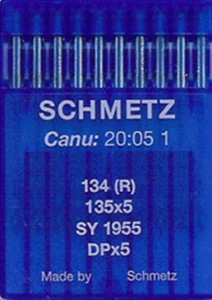 SCHMETZ
Canu: 20:05 1
134 (R)
135x5
SY 1955
DPx5
Made by Schmetz